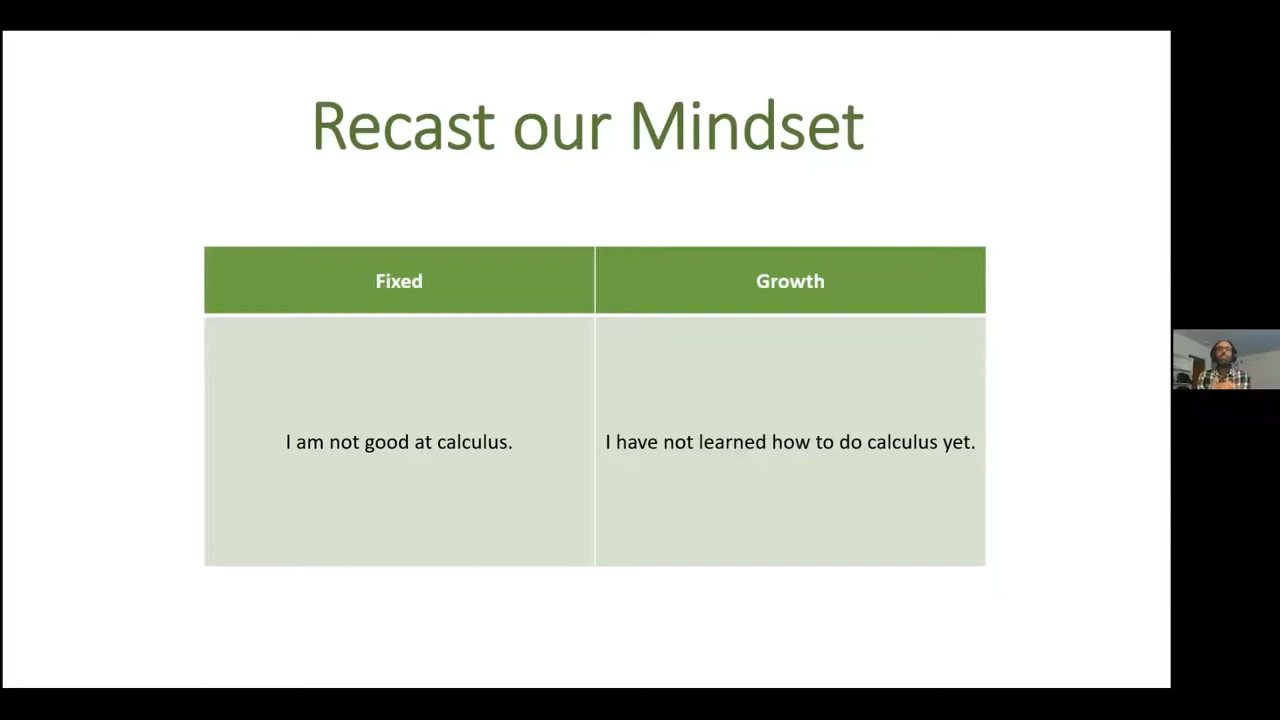 Recast our Mindset
Fixed
Growth
I am not good at calculus.
I have not learned how to do calculus yet.